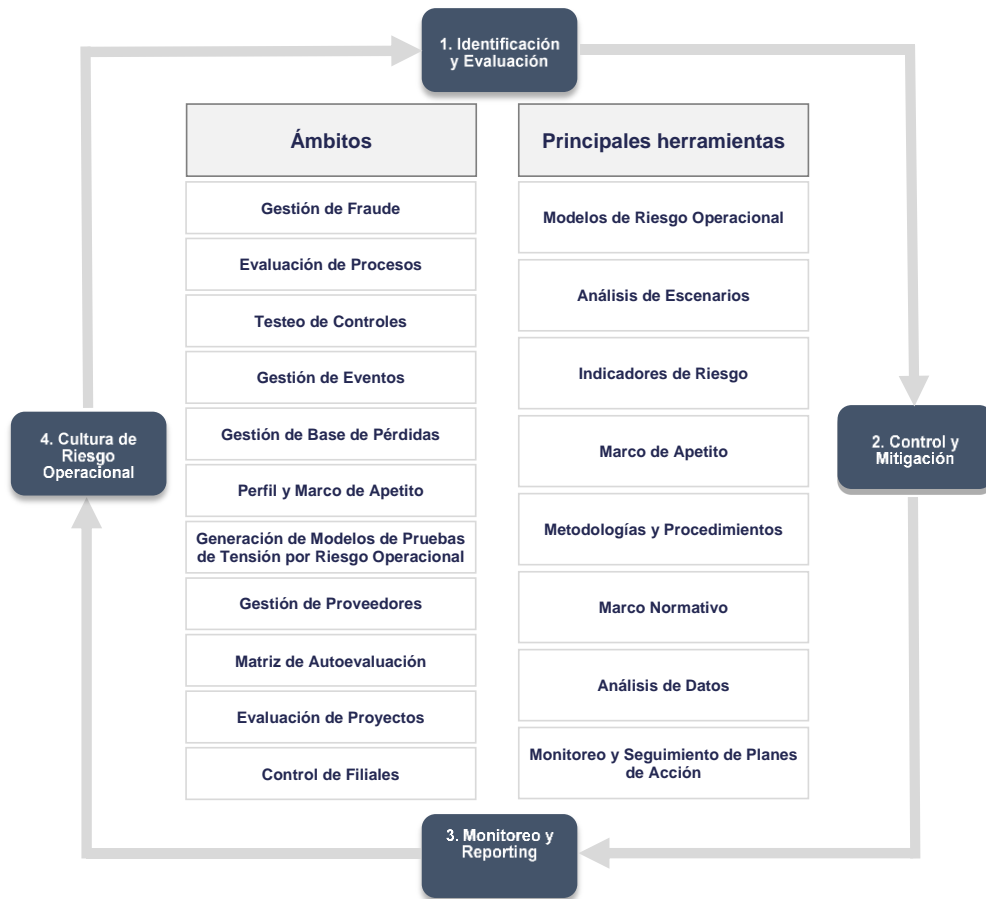 1. Identificación
y Evaluación
Ámbitos
Gestión de Fraude
Evaluación de Procesos
Testeo de Controles
Gestión de Eventos
Gestión de Base de Pérdidas
Perfil y Marco de Apetito
Generación de Modelos de Pruebas
de Tensión por Riesgo Operacional
Gestión de Proveedores
Matriz de Autoevaluación
Evaluación de Proyectos
Control de Filiales
Principales herramientas
Modelos de Riesgo Operacional
Análisis de Escenarios
Indicadores de Riesgo
Marco de Apetito
Metodologías y Procedimientos
Marco Normativo
Análisis de Datos
Monitoreo y Seguimiento de Planes
de Acción
2. Control y
Mitigación
3. Monitoreo y
Reporting
4. Cultura de
Riesgo
Operacional